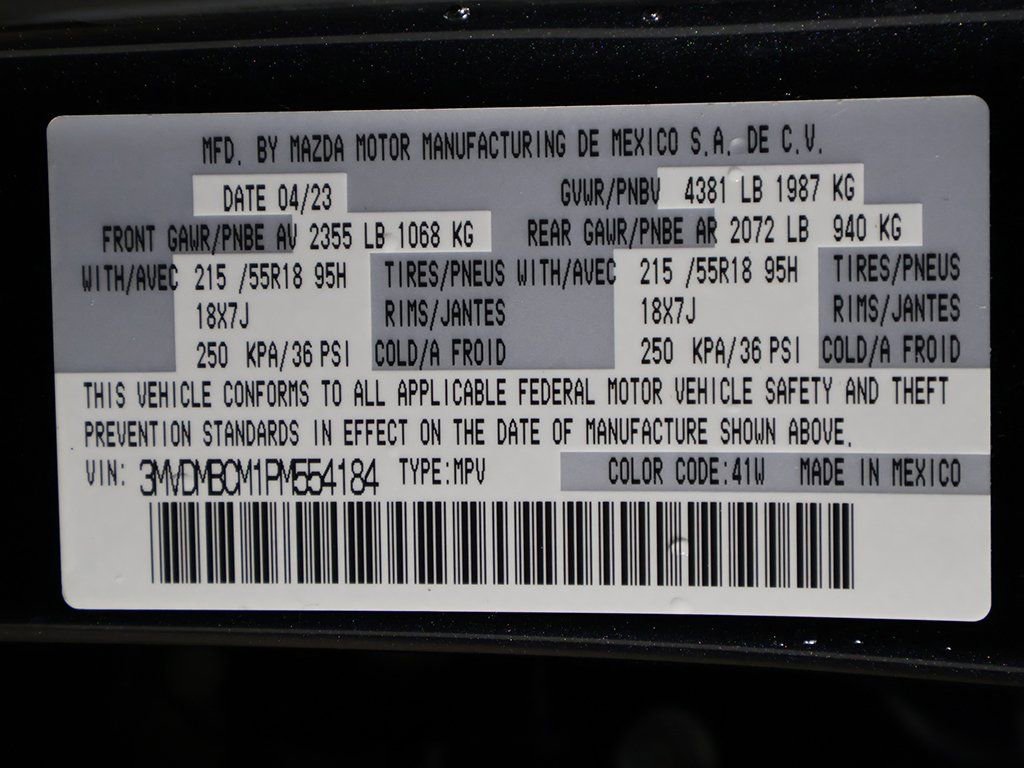 MFD. BY MAZDA MOTOR MANUFACTURING DE MEXICO S.A. DE C.V.
DATE 04/23 GVWR/PNBV 4381 LB 1987 KG
FRONT GAWR/PNBE AV 2355 LB 1068 KG REAR GAWR/PNBE AR 2072 LB 940 KG
WITH/AVEC 215 /55R18 95H TIRES/PNEUS WITH/AVEC 215 /55R18 95H TIRES/PNEUS
18X7J RIMS/JANTES 18X7J RIMS/JANTES
250 KPA/36 PSI COLD/A FROID 250 KPA/36 PSI COLD/A FROID
THIS VEHICLE CONFORMS TO ALL APPLICABLE FEDERAL MOTOR VEHICLE SAFETY AND THEFT
PREVENTION STANDARDS IN EFFECT ON THE DATE OF MANUFACTURE SHOWN ABOVE.
VIN: 3MVDMBCM1PM554184 TYPE:MPV COLOR CODE:41W MADE IN MEXICO